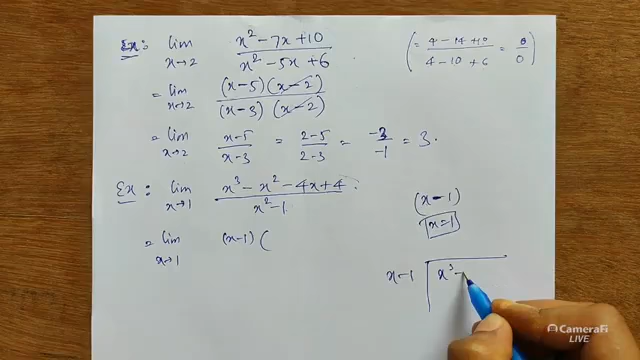 Ex: lim x→2 (x² - 7x + 10)/(x² - 5x + 6) (= (4 - 14 + 10)/(4 - 10 + 6) = 0/0)
= lim x→2 (x-5)(x-2)/(x-3)(x-2)
= lim x→2 (x-5)/(x-3) = (2-5)/(2-3) = -3/-1 = 3.
Ex: lim x→1 (x³ - x² - 4x + 4)/(x² - 1).
(x-1)
x=1
= lim x→1 (x-1)(
x-1 x³ -
CameraFi
LIVE